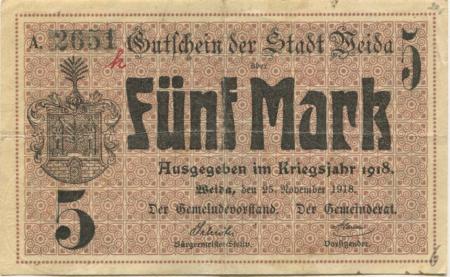 A. 2651 Gutschein der Stadt Weida 5
über
Fünf Mark
Ausgegeben im Kriegsjahr 1918.
Weida, den 25. November 1918.
5 Der Gemeindevorstand. Der Gemeinderat.
Bürgermeister-Stellv. Vorsitzender.